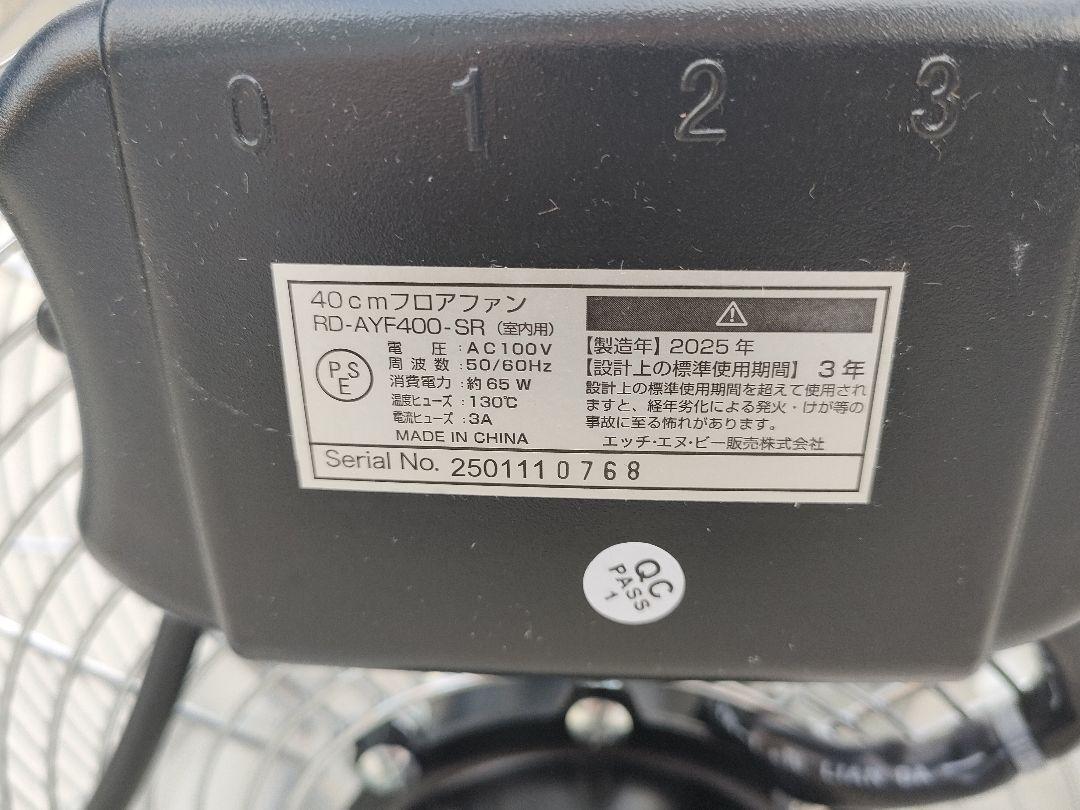 0 1 2 3
40cmフロアファン
RD-AYF400-SR（室内用）
PSE
電圧：AC100V
周波数：50/60Hz
消費電力：約65W
温度ヒューズ：130℃
電流ヒューズ：3A
MADE IN CHINA
【製造年】2025年
【設計上の標準使用期間】3年
設計上の標準使用期間を超えて使用され
ますと、経年劣化による発火・けが等の
事故に至る怖れがあります。
エッチ・エヌ・ビー販売株式会社
Serial No. 2501110768
QC
PASS
1